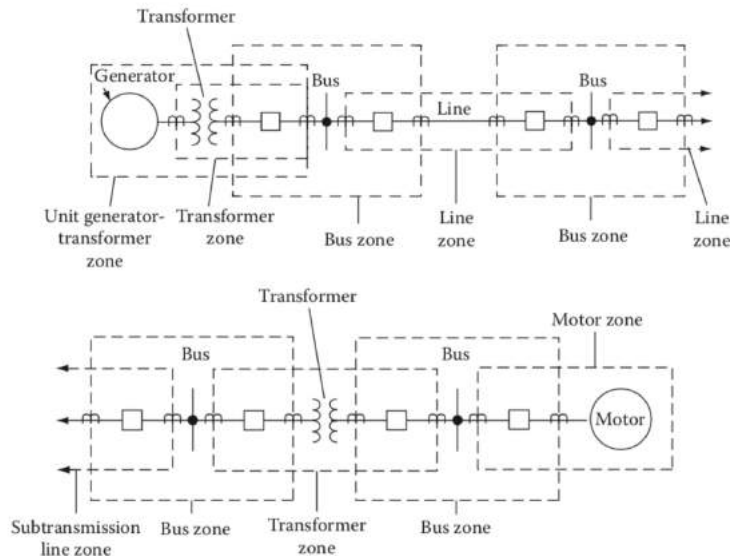 Transformer
Generator
Bus
Line
Bus
Unit generator-
transformer
zone
Transformer
zone
Bus zone
Line
zone
Bus zone
Line
zone
Transformer
Motor zone
Bus
Bus
Motor
Subtransmission
line zone
Bus zone
Transformer
zone
Bus zone